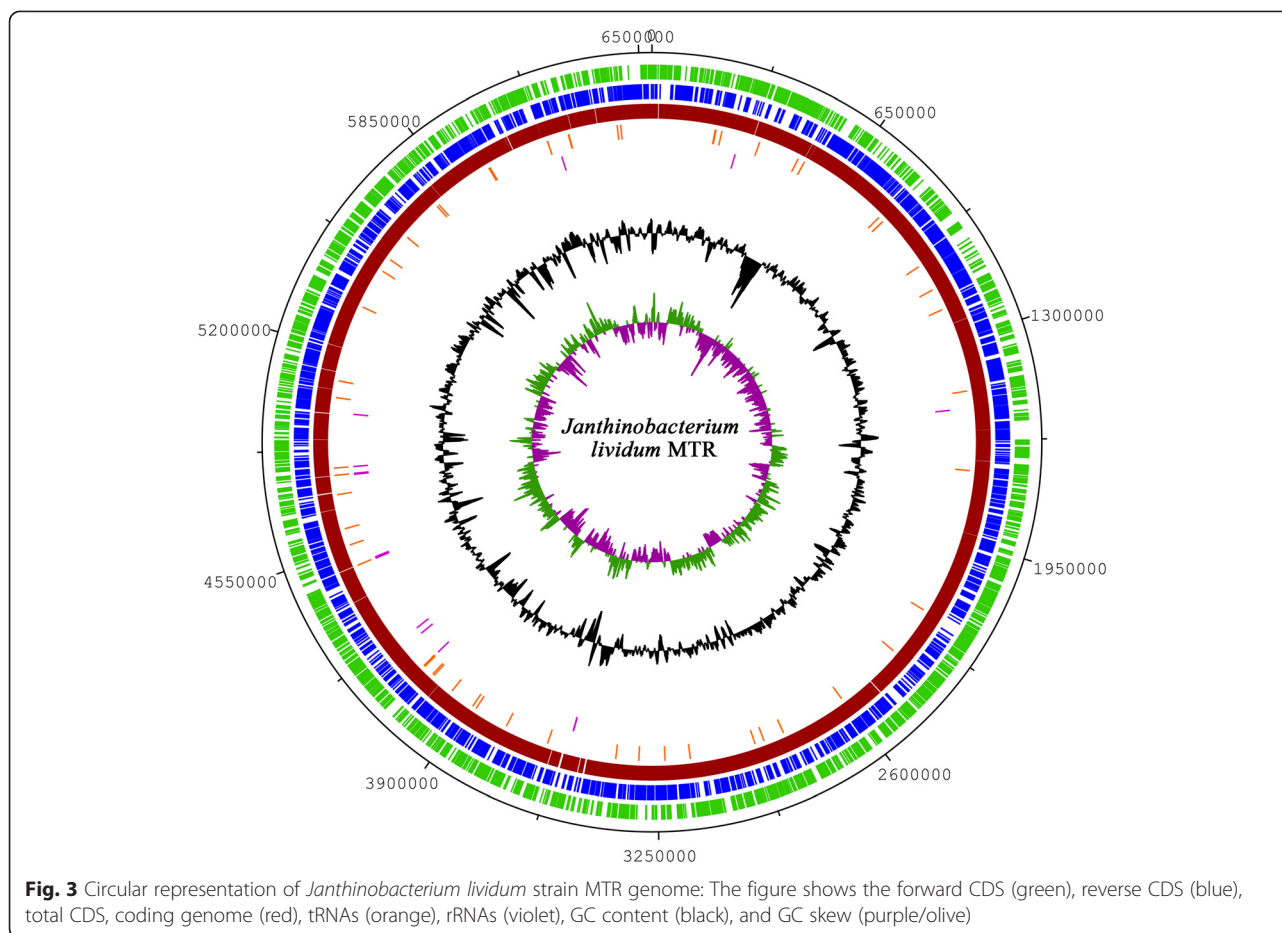 6500000
0
650000
1300000
1950000
2600000
3250000
3900000
4550000
5200000
5850000
Janthinobacterium
lividum MTR
Fig. 3 Circular representation of Janthinobacterium lividum strain MTR genome: The figure shows the forward CDS (green), reverse CDS (blue),
total CDS, coding genome (red), tRNAs (orange), rRNAs (violet), GC content (black), and GC skew (purple/olive)